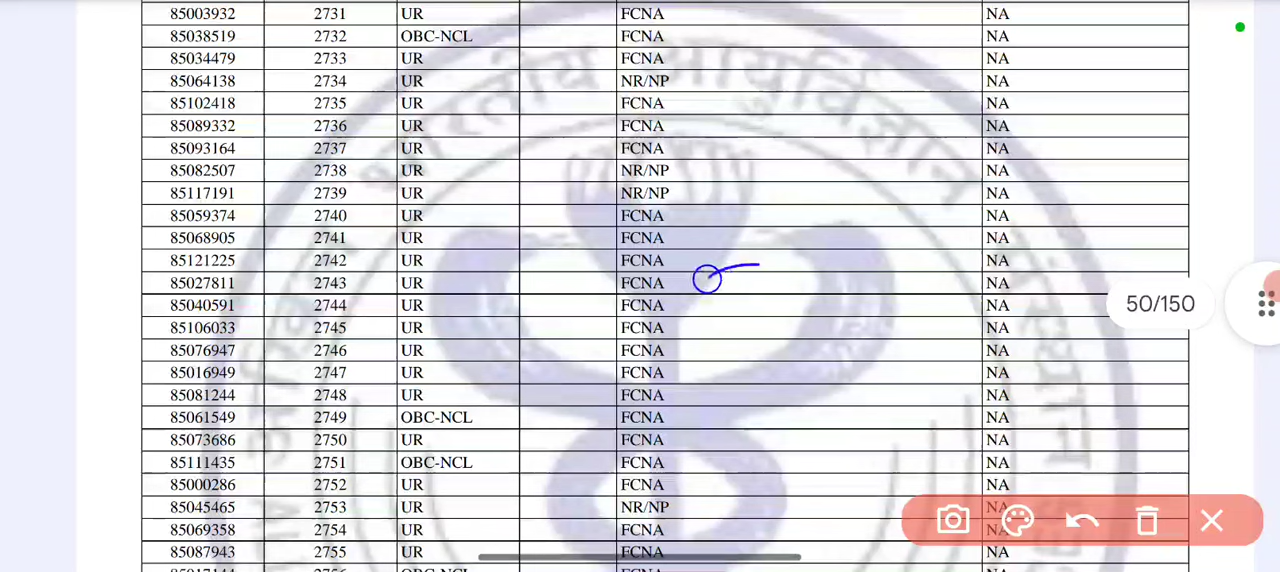 85003932 2731 UR FCNA NA
85038519 2732 OBC-NCL FCNA NA
85034479 2733 UR FCNA NA
85064138 2734 UR NR/NP NA
85102418 2735 UR FCNA NA
85089332 2736 UR FCNA NA
85093164 2737 UR FCNA NA
85082507 2738 UR NR/NP NA
85117191 2739 UR NR/NP NA
85059374 2740 UR FCNA NA
85068905 2741 UR FCNA NA
85121225 2742 UR FCNA NA
85027811 2743 UR FCNA NA
85040591 2744 UR FCNA NA
85106033 2745 UR FCNA NA
85076947 2746 UR FCNA NA
85016949 2747 UR FCNA NA
85081244 2748 UR FCNA NA
85061549 2749 OBC-NCL FCNA NA
85073686 2750 UR FCNA NA
85111435 2751 OBC-NCL FCNA NA
85000286 2752 UR FCNA NA
85045465 2753 UR NR/NP NA
85069358 2754 UR FCNA NA
85087943 2755 UR FCNA NA
50/150
आयुर्विज्ञान